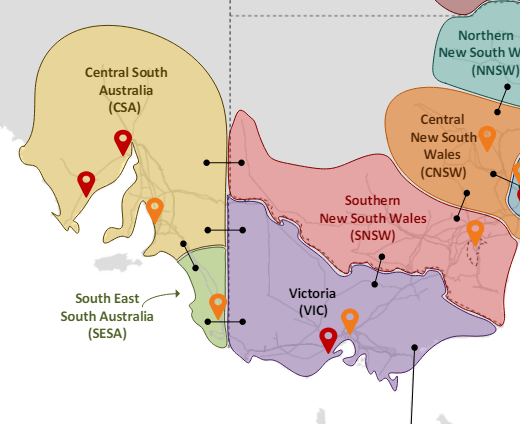 Northern
New South W
(NNSW)
Central South
Australia
(CSA)
Central
New South
Wales
(CNSW)
Southern
New South Wales
(SNSW)
Victoria
(VIC)
South East
South Australia
(SESA)